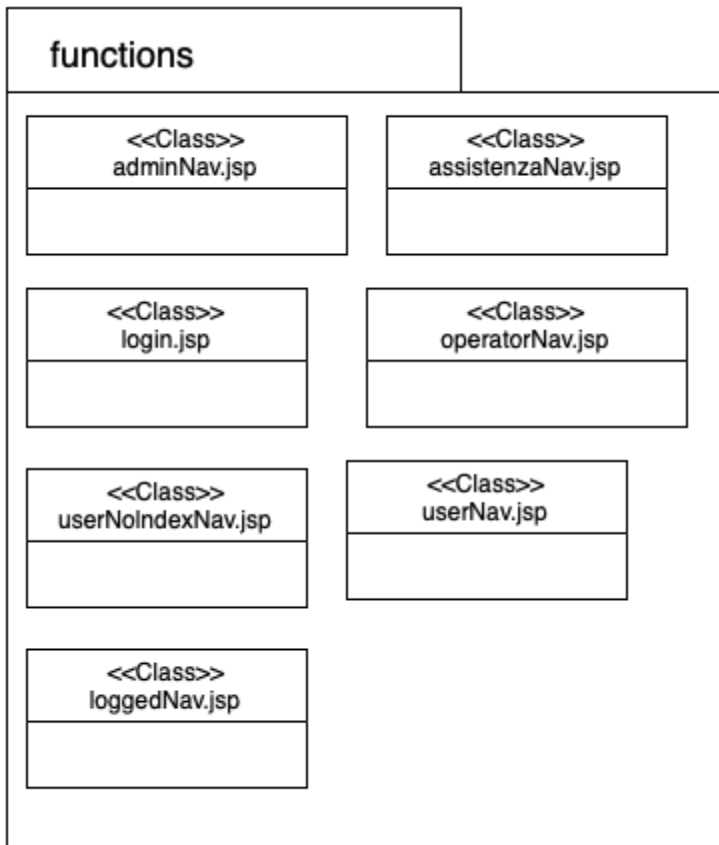 functions
<<Class>>
adminNav.jsp
<<Class>>
assistenzaNav.jsp
<<Class>>
login.jsp
<<Class>>
operatorNav.jsp
<<Class>>
userNoIndexNav.jsp
<<Class>>
userNav.jsp
<<Class>>
loggedNav.jsp